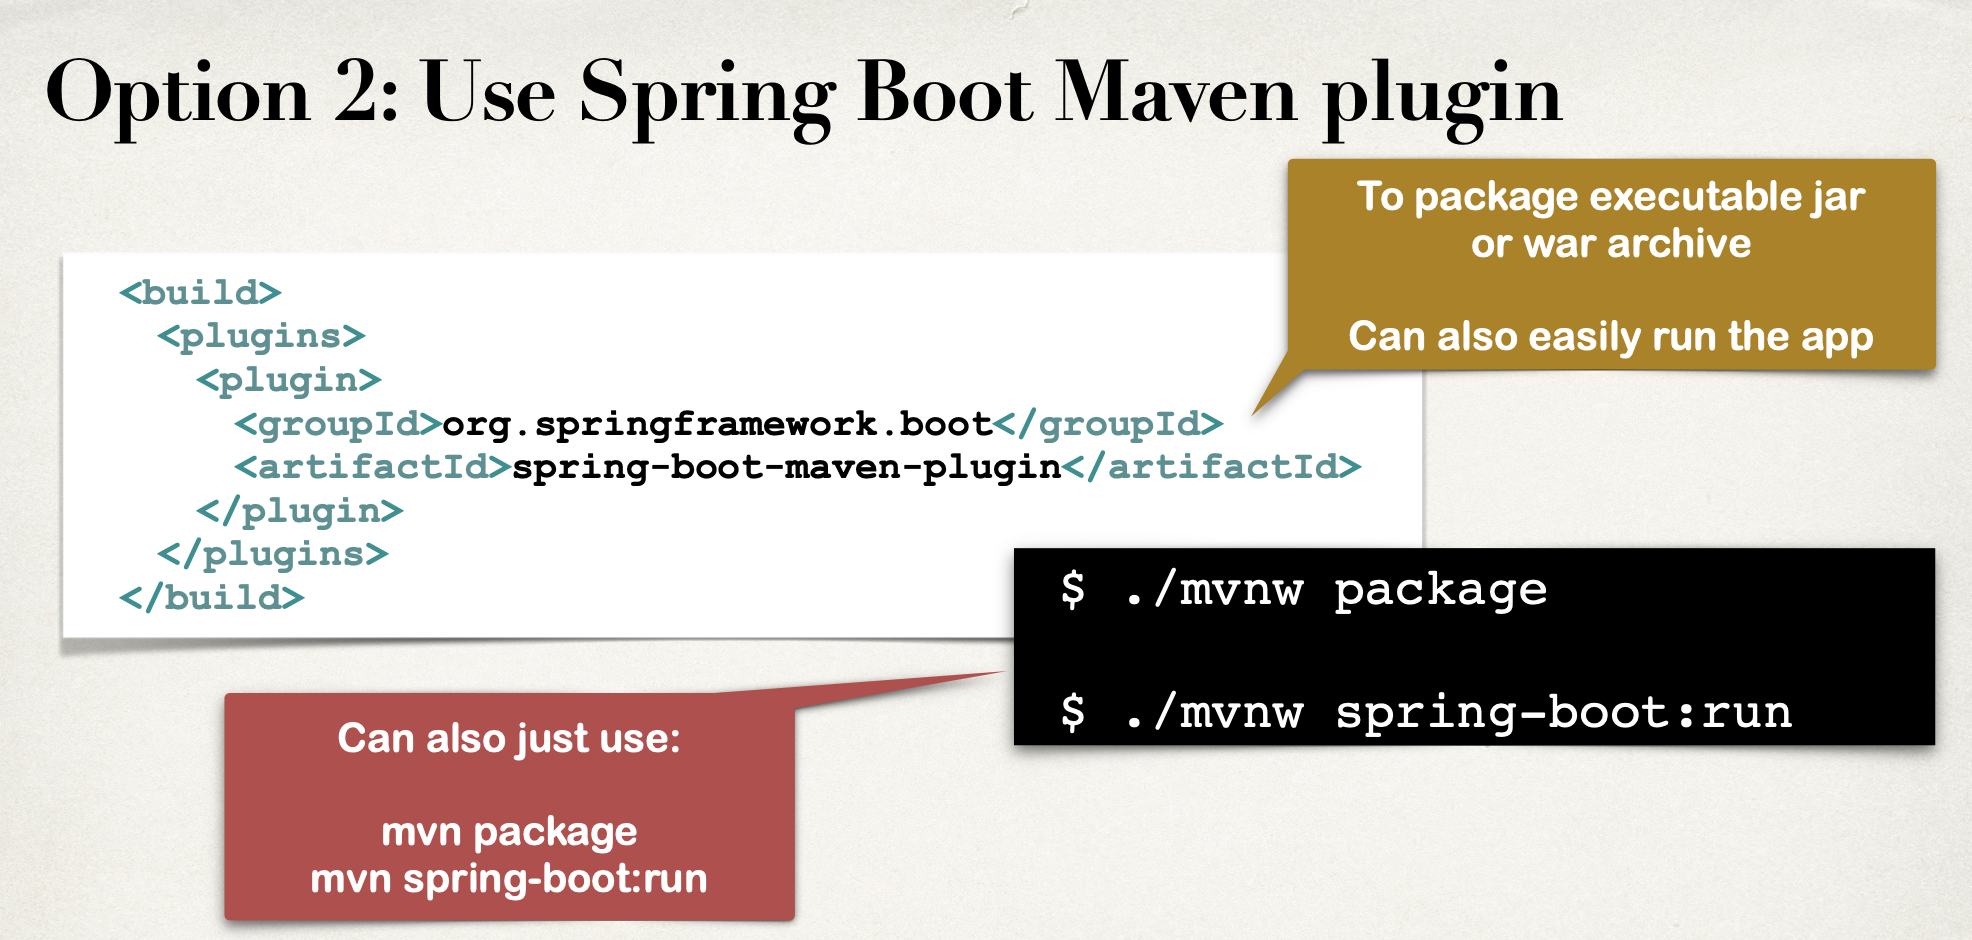 Option 2: Use Spring Boot Maven plugin
To package executable jar
or war archive
Can also easily run the app
<build>
<plugins>
<plugin>
<groupId>org.springframework.boot</groupId>
<artifactId>spring-boot-maven-plugin</artifactId>
</plugin>
</plugins>
</build>
$ ./mvnw package
$ ./mvnw spring-boot:run
Can also just use:
mvn package
mvn spring-boot:run